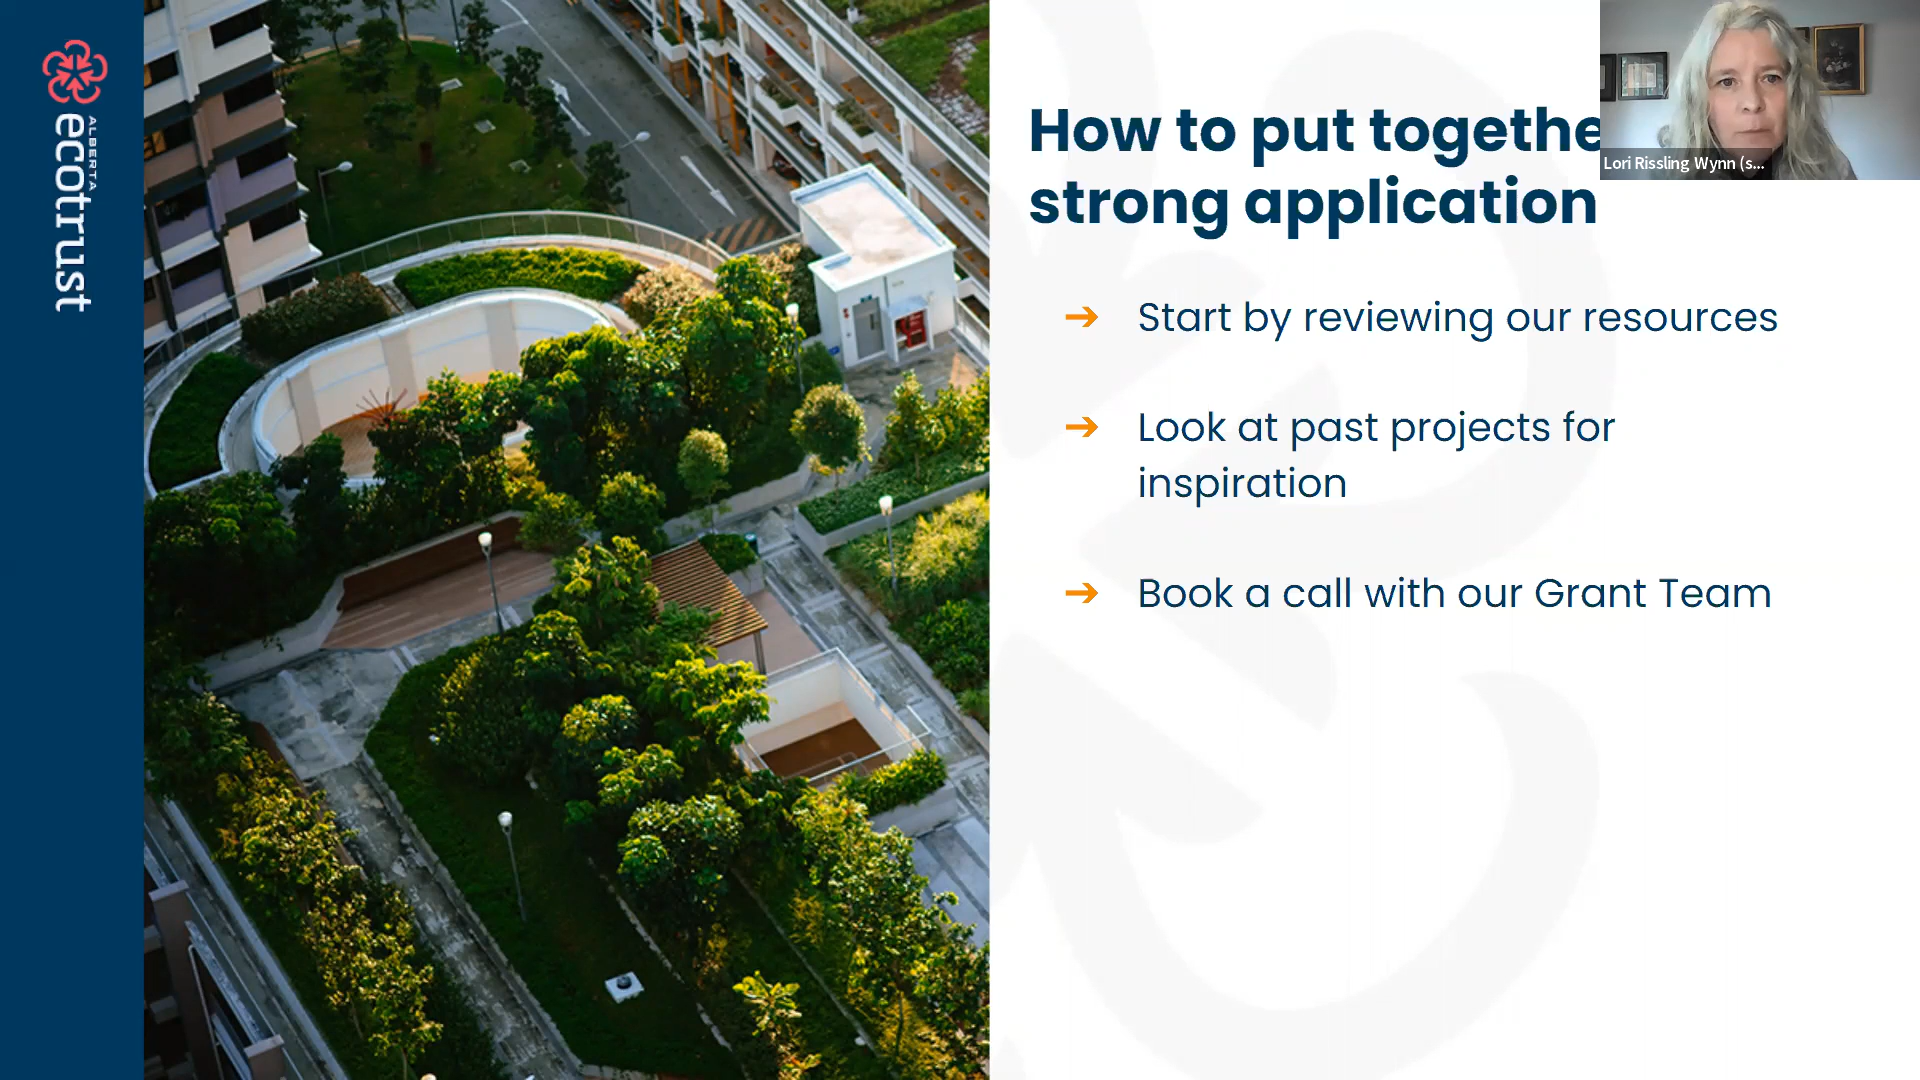 ALBERTA
ecotrust
How to put togethe
strong application
Lori Rissling Wynn (s...
➔ Start by reviewing our resources
➔ Look at past projects for
inspiration
➔ Book a call with our Grant Team